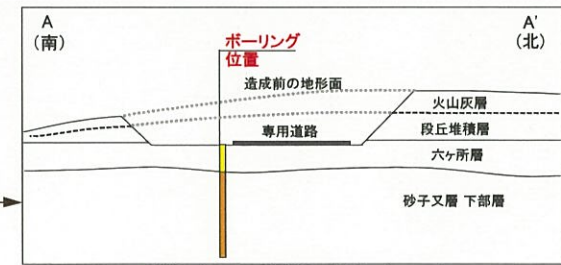 A
(南)
A'
(北)
ボーリング
位置
造成前の地形面
火山灰層
段丘堆積層
専用道路
六ヶ所層
砂子又層 下部層